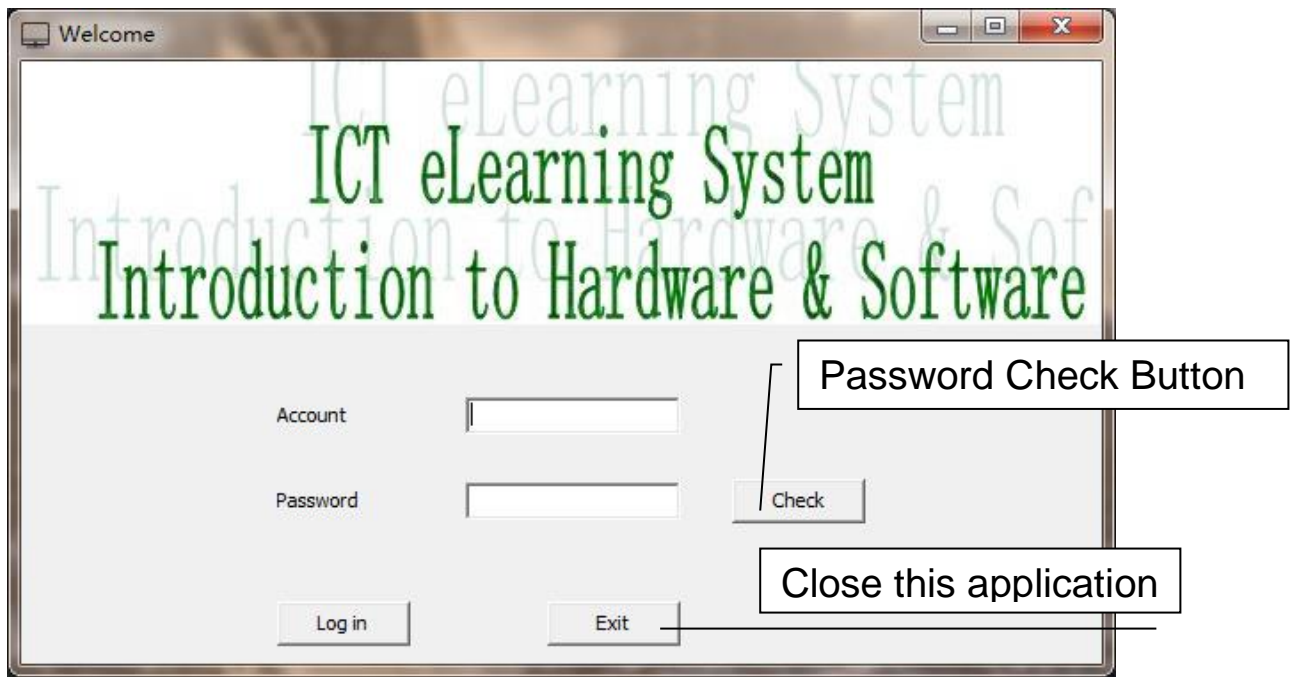 Welcome
ICT eLearning System
Introduction to Hardware & Sof
ICT eLearning System
Introduction to Hardware & Software
Password Check Button
Account
Password
Check
Close this application
Log in
Exit